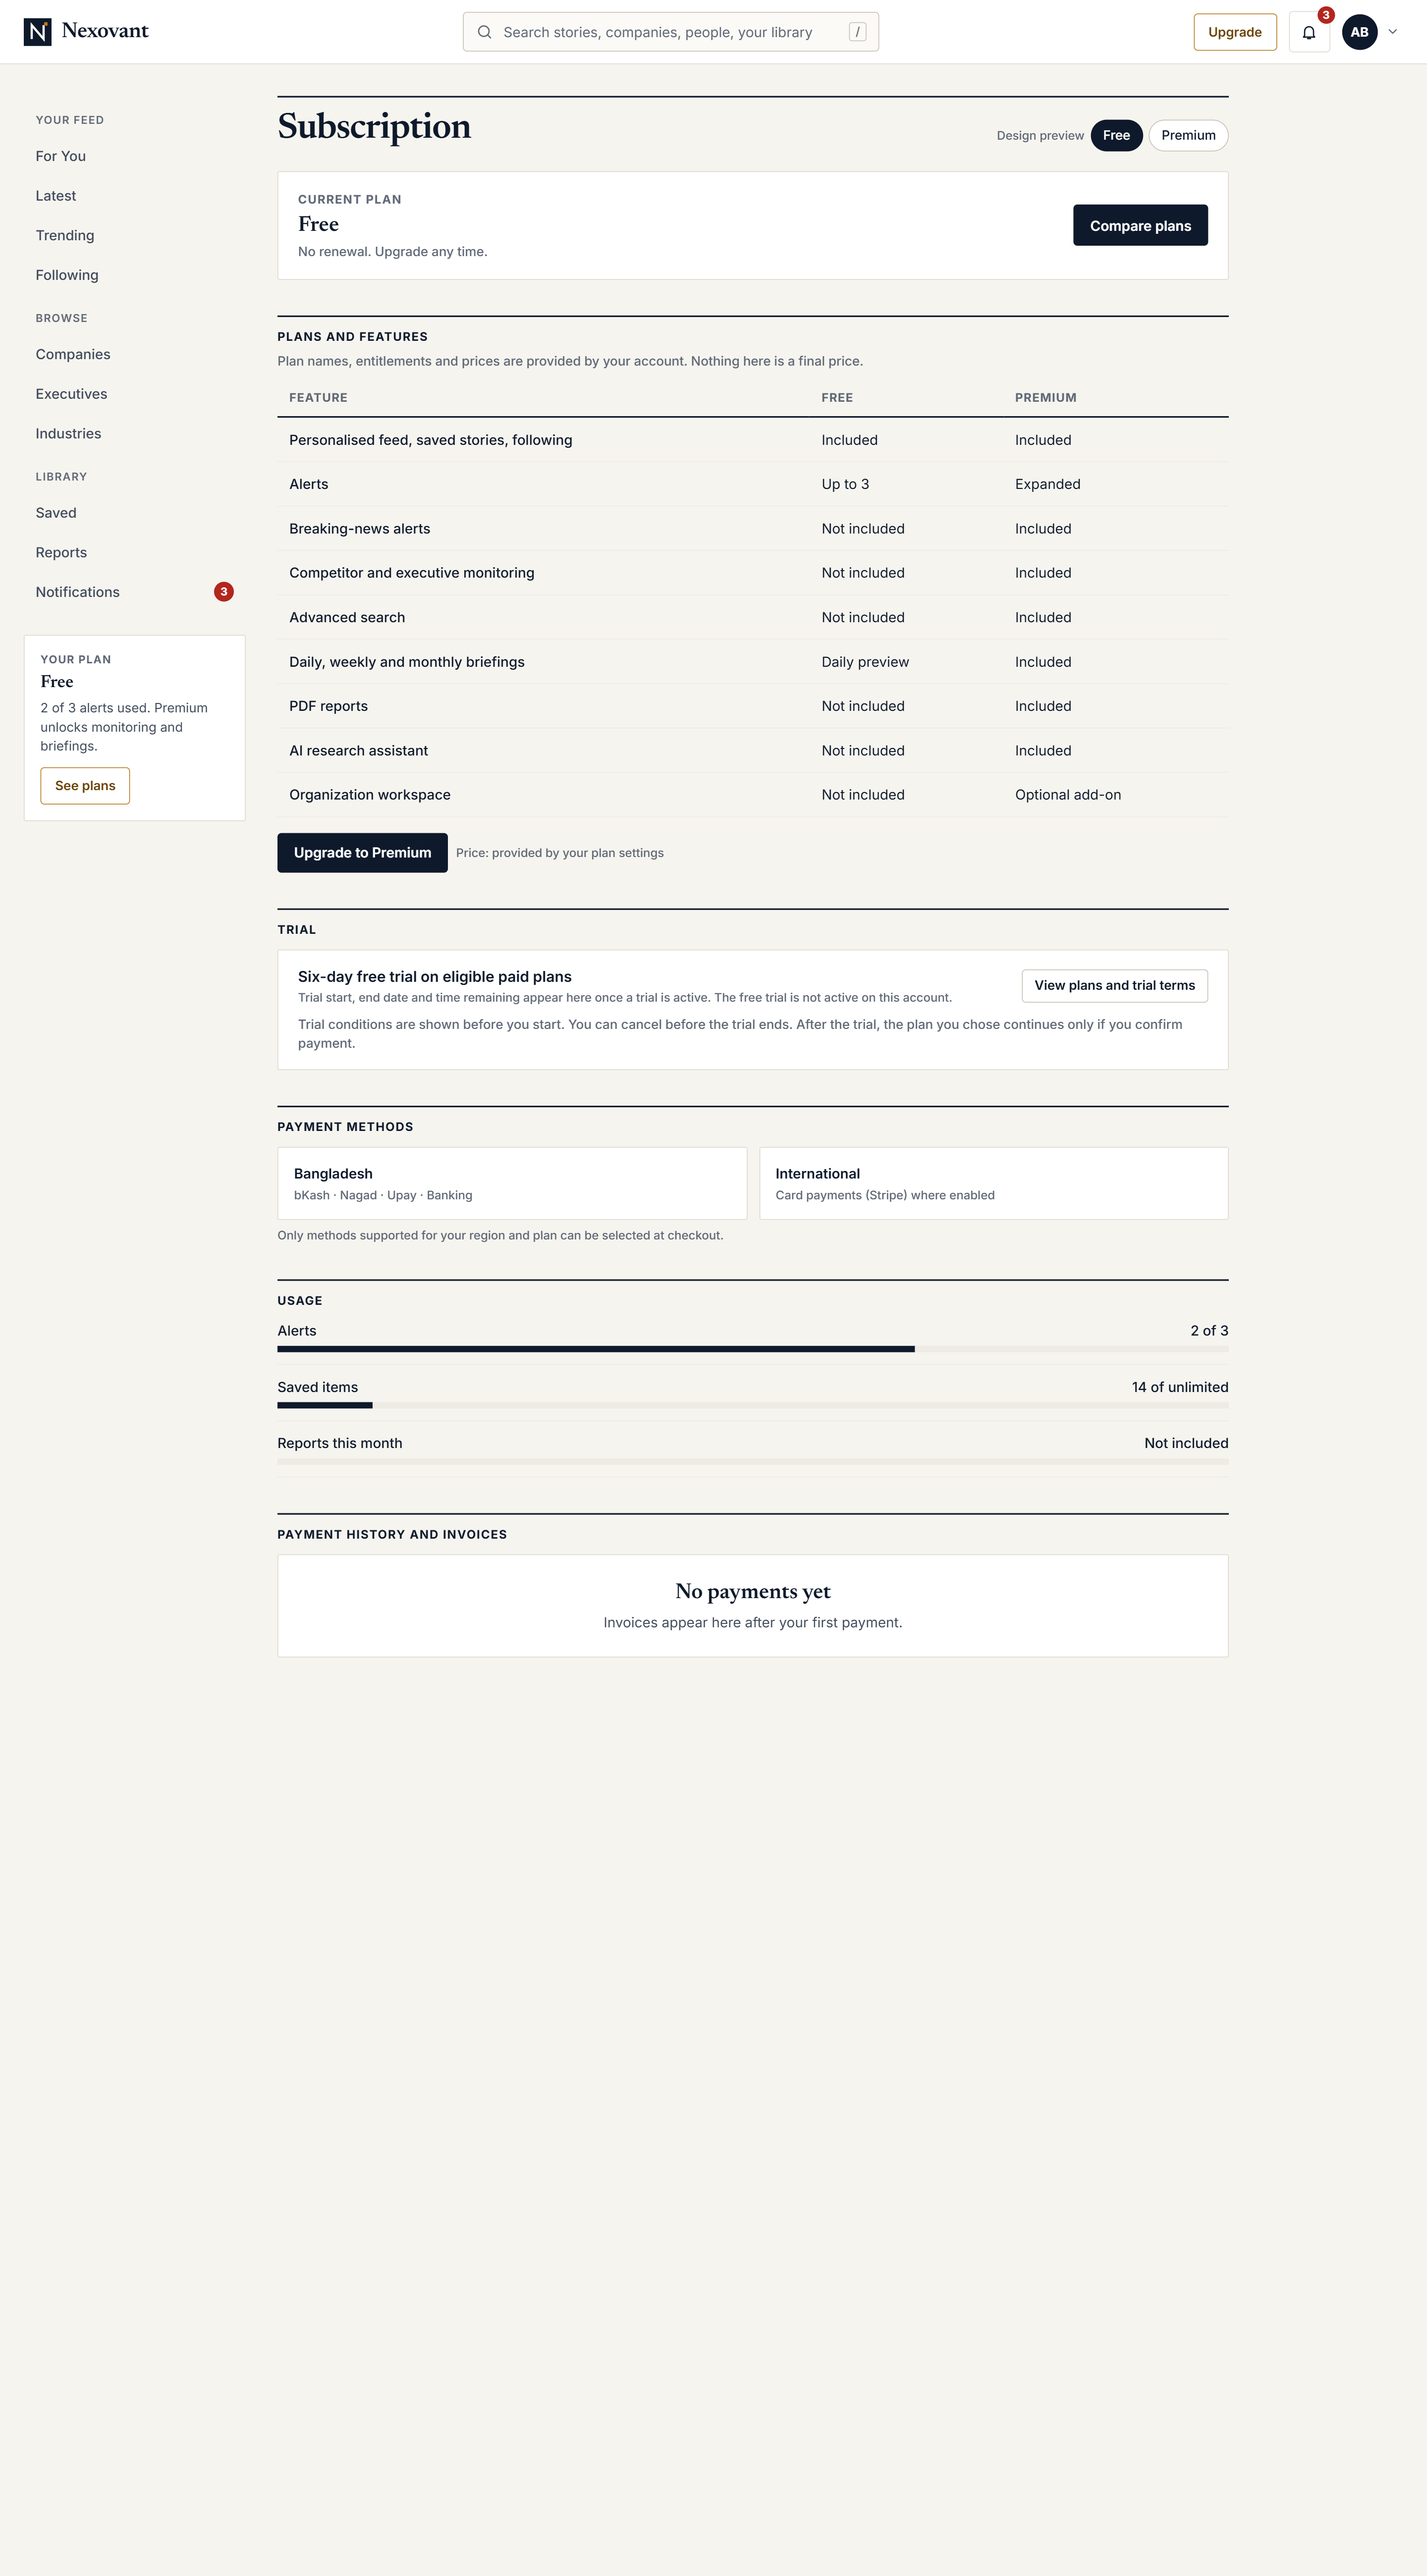 Nexovant
Search stories, companies, people, your library
/
Upgrade
3
AB
YOUR FEED
For You
Latest
Trending
Following
BROWSE
Companies
Executives
Industries
LIBRARY
Saved
Reports
Notifications 3
YOUR PLAN
Free
2 of 3 alerts used. Premium
unlocks monitoring and
briefings.
See plans
Subscription
Design preview Free Premium
CURRENT PLAN
Free
No renewal. Upgrade any time.
Compare plans
PLANS AND FEATURES
Plan names, entitlements and prices are provided by your account. Nothing here is a final price.
FEATURE FREE PREMIUM
Personalised feed, saved stories, following Included Included
Alerts Up to 3 Expanded
Breaking-news alerts Not included Included
Competitor and executive monitoring Not included Included
Advanced search Not included Included
Daily, weekly and monthly briefings Daily preview Included
PDF reports Not included Included
AI research assistant Not included Included
Organization workspace Not included Optional add-on
Upgrade to Premium Price: provided by your plan settings
TRIAL
Six-day free trial on eligible paid plans
Trial start, end date and time remaining appear here once a trial is active. The free trial is not active on this account.
View plans and trial terms
Trial conditions are shown before you start. You can cancel before the trial ends. After the trial, the plan you chose continues only if you confirm
payment.
PAYMENT METHODS
Bangladesh
bKash · Nagad · Upay · Banking
International
Card payments (Stripe) where enabled
Only methods supported for your region and plan can be selected at checkout.
USAGE
Alerts 2 of 3
Saved items 14 of unlimited
Reports this month Not included
PAYMENT HISTORY AND INVOICES
No payments yet
Invoices appear here after your first payment.